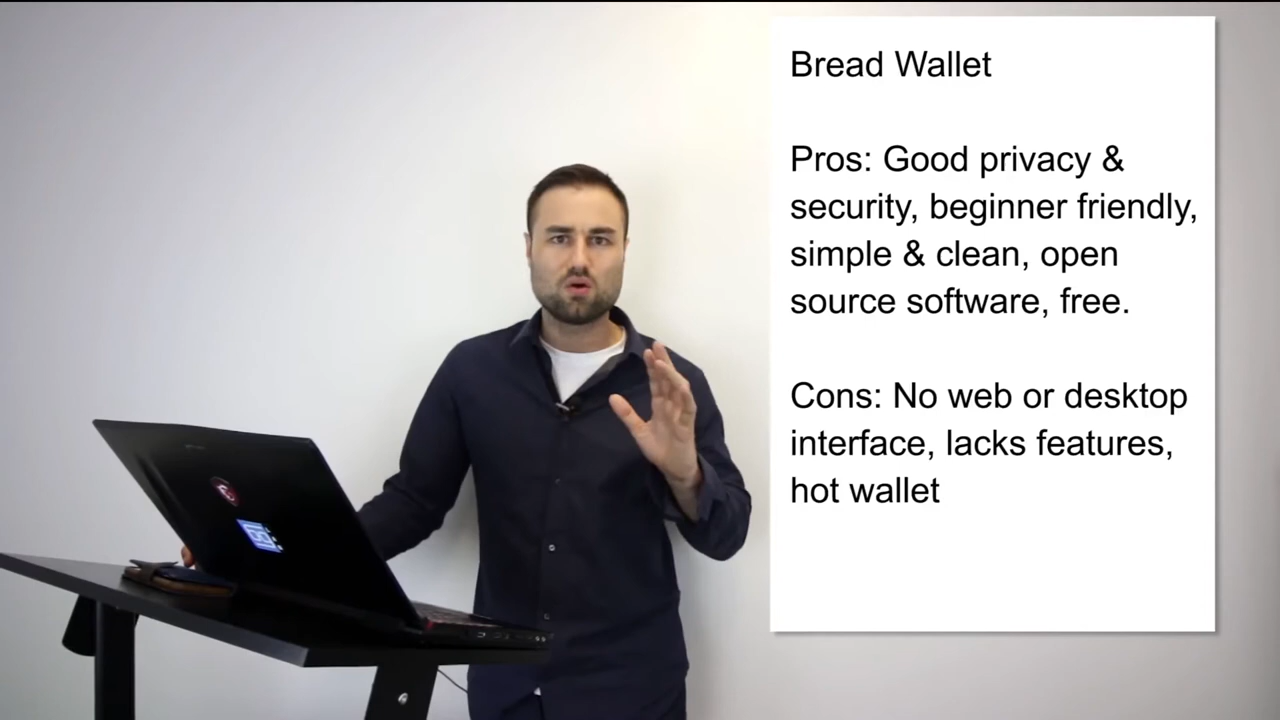 Bread Wallet
Pros: Good privacy &
security, beginner friendly,
simple & clean, open
source software, free.
Cons: No web or desktop
interface, lacks features,
hot wallet